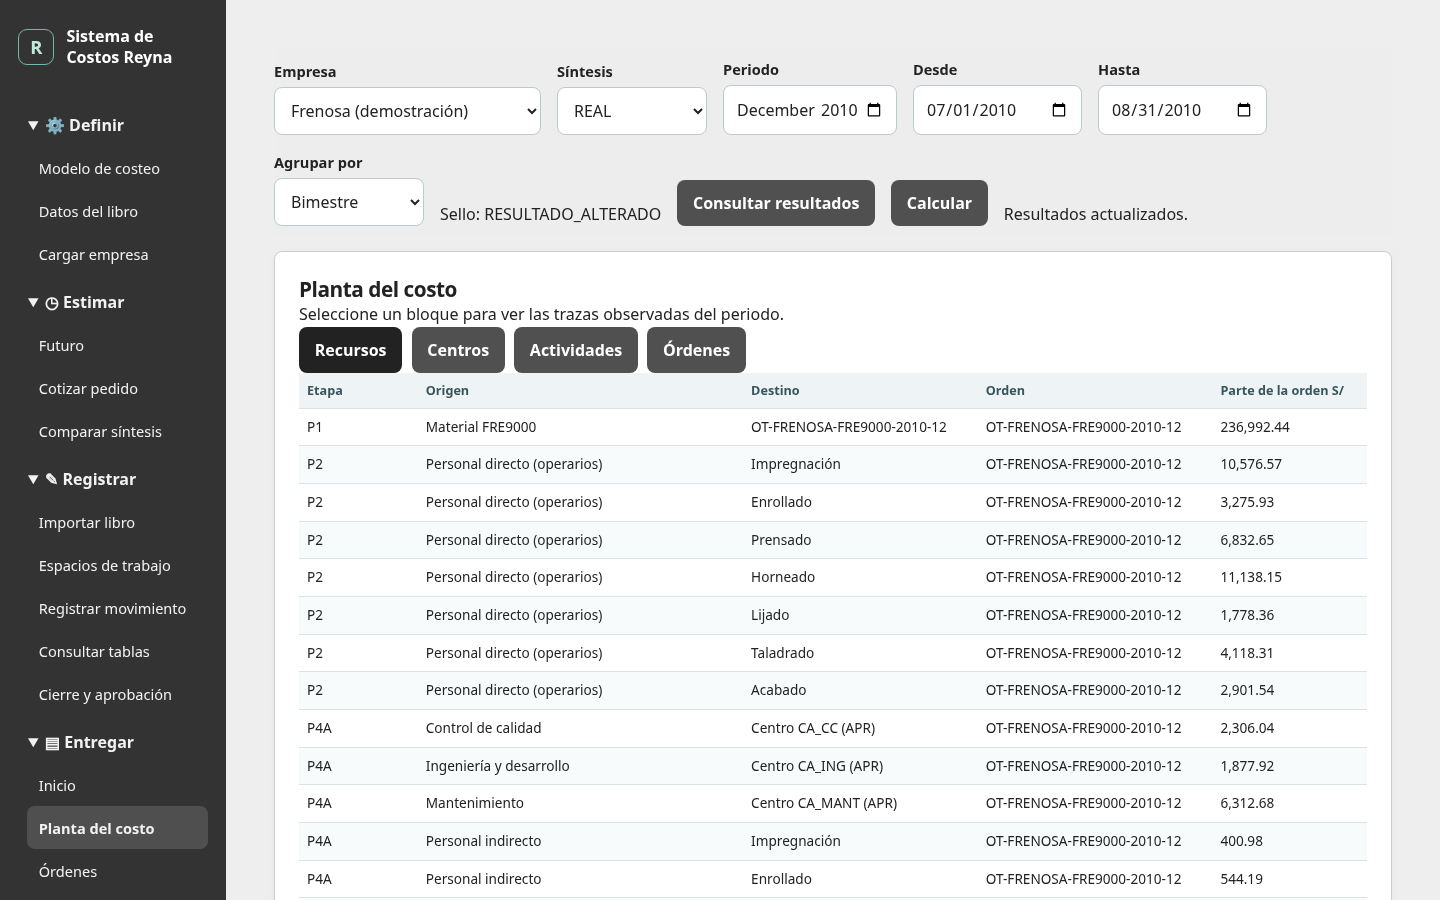 R
Sistema de
Costos Reyna
▼ ⚙️ Definir
Modelo de costeo
Datos del libro
Cargar empresa
▼ ◷ Estimar
Futuro
Cotizar pedido
Comparar síntesis
▼ ✎ Registrar
Importar libro
Espacios de trabajo
Registrar movimiento
Consultar tablas
Cierre y aprobación
▼ ▤ Entregar
Inicio
Planta del costo
Órdenes
Empresa Síntesis Periodo Desde Hasta
Frenosa (demostración) REAL December 2010 07/01/2010 08/31/2010
Agrupar por
Bimestre Sello: RESULTADO_ALTERADO Consultar resultados Calcular Resultados actualizados.
Planta del costo
Seleccione un bloque para ver las trazas observadas del periodo.
Recursos Centros Actividades Órdenes
Etapa Origen Destino Orden Parte de la orden S/
P1 Material FRE9000 OT-FRENOSA-FRE9000-2010-12 OT-FRENOSA-FRE9000-2010-12 236,992.44
P2 Personal directo (operarios) Impregnación OT-FRENOSA-FRE9000-2010-12 10,576.57
P2 Personal directo (operarios) Enrollado OT-FRENOSA-FRE9000-2010-12 3,275.93
P2 Personal directo (operarios) Prensado OT-FRENOSA-FRE9000-2010-12 6,832.65
P2 Personal directo (operarios) Horneado OT-FRENOSA-FRE9000-2010-12 11,138.15
P2 Personal directo (operarios) Lijado OT-FRENOSA-FRE9000-2010-12 1,778.36
P2 Personal directo (operarios) Taladrado OT-FRENOSA-FRE9000-2010-12 4,118.31
P2 Personal directo (operarios) Acabado OT-FRENOSA-FRE9000-2010-12 2,901.54
P4A Control de calidad Centro CA_CC (APR) OT-FRENOSA-FRE9000-2010-12 2,306.04
P4A Ingeniería y desarrollo Centro CA_ING (APR) OT-FRENOSA-FRE9000-2010-12 1,877.92
P4A Mantenimiento Centro CA_MANT (APR) OT-FRENOSA-FRE9000-2010-12 6,312.68
P4A Personal indirecto Impregnación OT-FRENOSA-FRE9000-2010-12 400.98
P4A Personal indirecto Enrollado OT-FRENOSA-FRE9000-2010-12 544.19